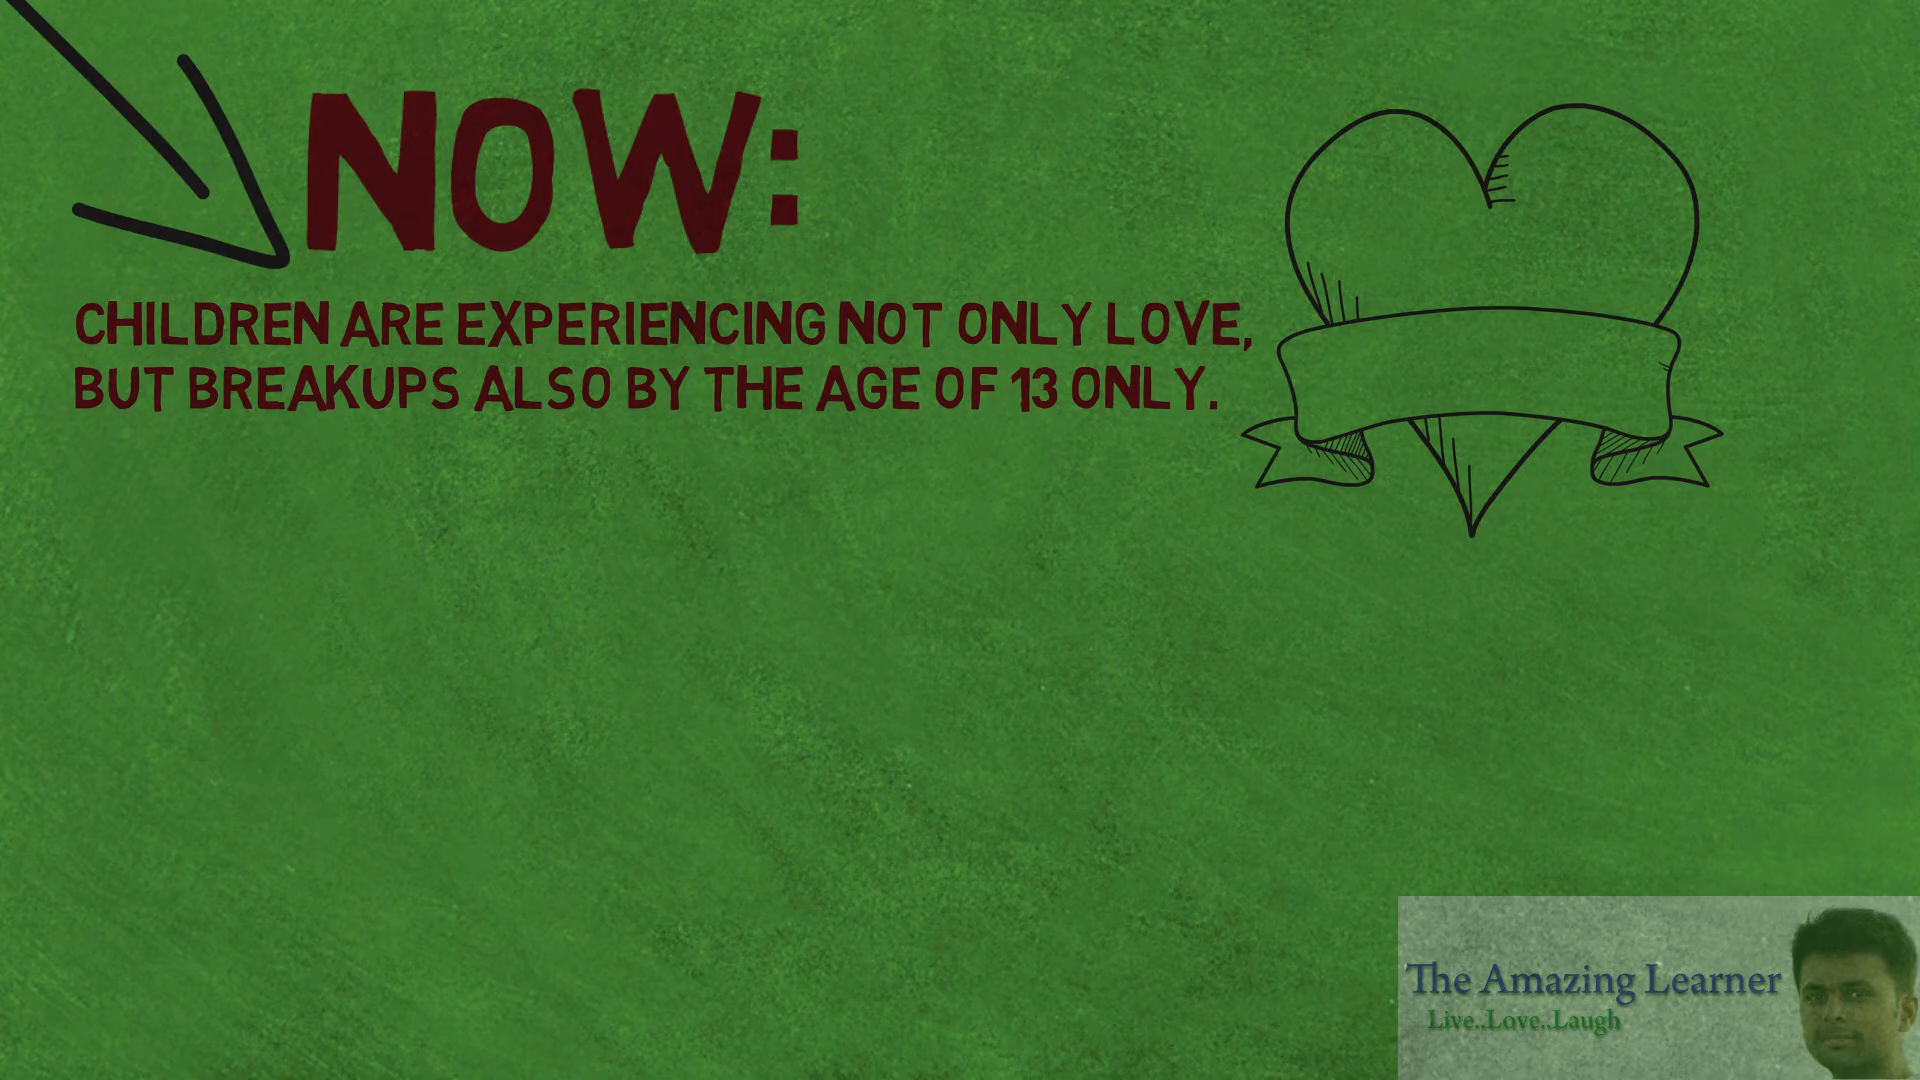 NOW:
CHILDREN ARE EXPERIENCING NOT ONLY LOVE,
BUT BREAKUPS ALSO BY THE AGE OF 13 ONLY.
The Amazing Learner
Live..Love..Laugh